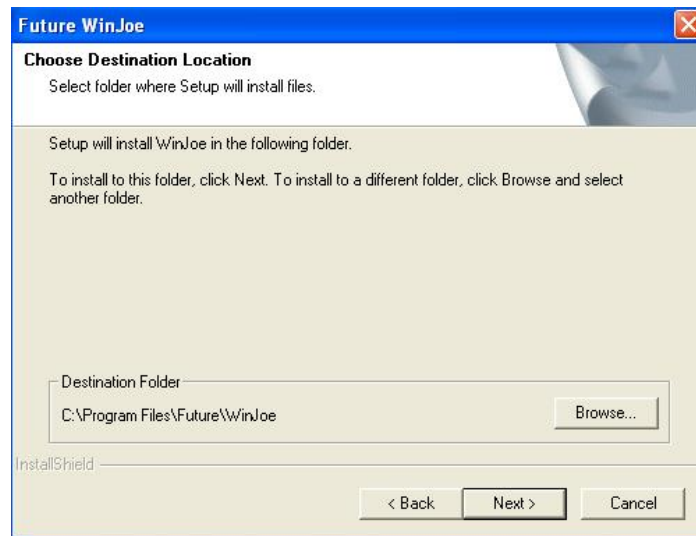 Future WinJoe
Choose Destination Location
Select folder where Setup will install files.
Setup will install WinJoe in the following folder.
To install to this folder, click Next. To install to a different folder, click Browse and select
another folder.
Destination Folder
C:\Program Files\Future\WinJoe
Browse...
InstallShield
< Back
Next >
Cancel